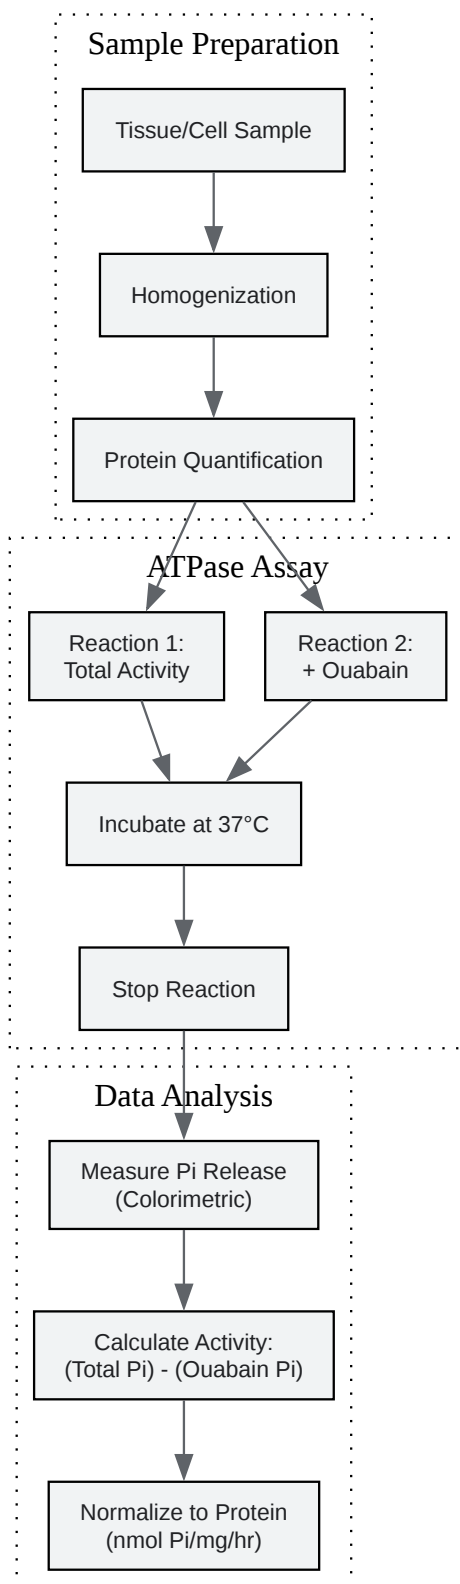 Sample Preparation
Tissue/Cell Sample
Homogenization
Protein Quantification
ATPase Assay
Reaction 1:
Total Activity
Reaction 2:
+ Ouabain
Incubate at 37°C
Stop Reaction
Data Analysis
Measure Pi Release
(Colorimetric)
Calculate Activity:
(Total Pi) - (Ouabain Pi)
Normalize to Protein
(nmol Pi/mg/hr)